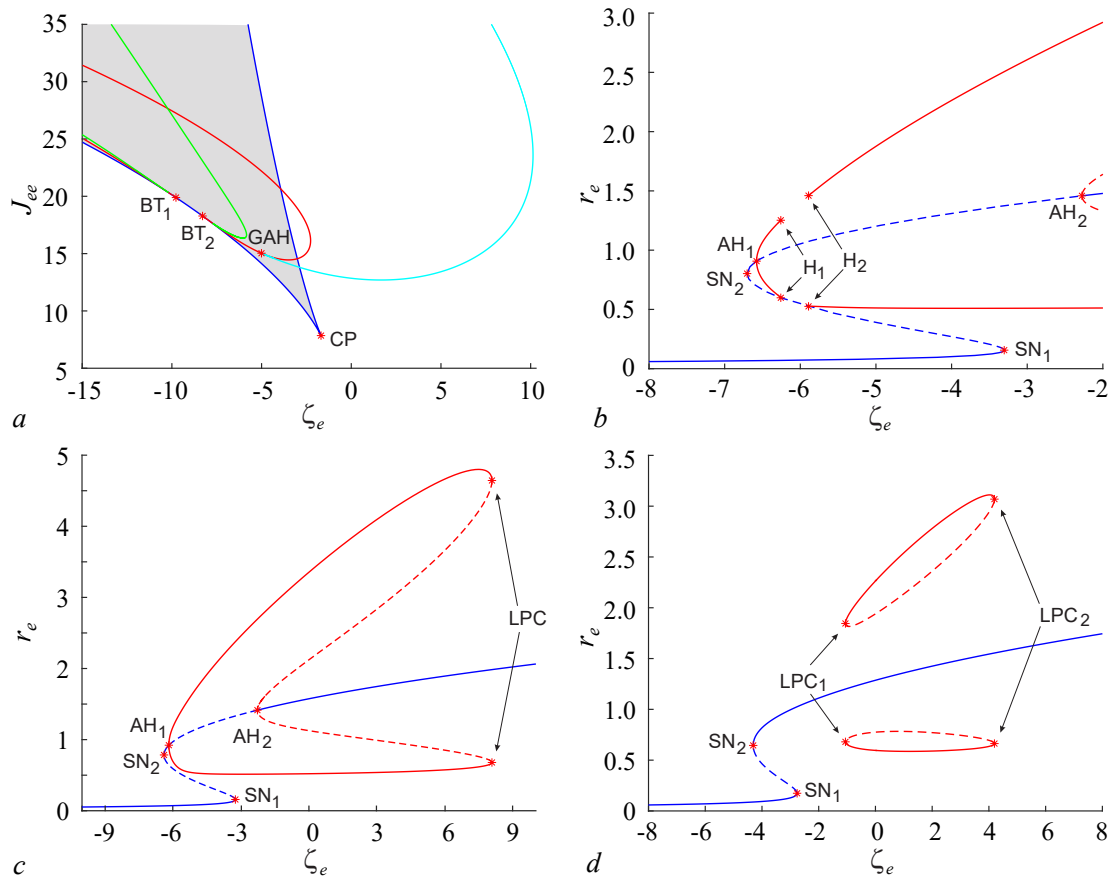 35
30
25
20
15
10
5
J_ee
-15
-10
-5
0
5
10
ζ_e
BT_1
BT_2
GAH
CP
a
3.0
2.5
2.0
1.5
1.0
0.5
0
r_e
-8
-7
-6
-5
-4
-3
-2
ζ_e
AH_1
SN_2
H_1
H_2
AH_2
SN_1
b
5
4
3
2
1
0
r_e
-9
-6
-3
0
3
6
9
ζ_e
LPC
AH_1
SN_2
AH_2
SN_1
c
3.5
3.0
2.5
2.0
1.5
1.0
0.5
0
r_e
-8
-6
-4
-2
0
2
4
6
8
ζ_e
LPC_2
LPC_1
SN_2
SN_1
d